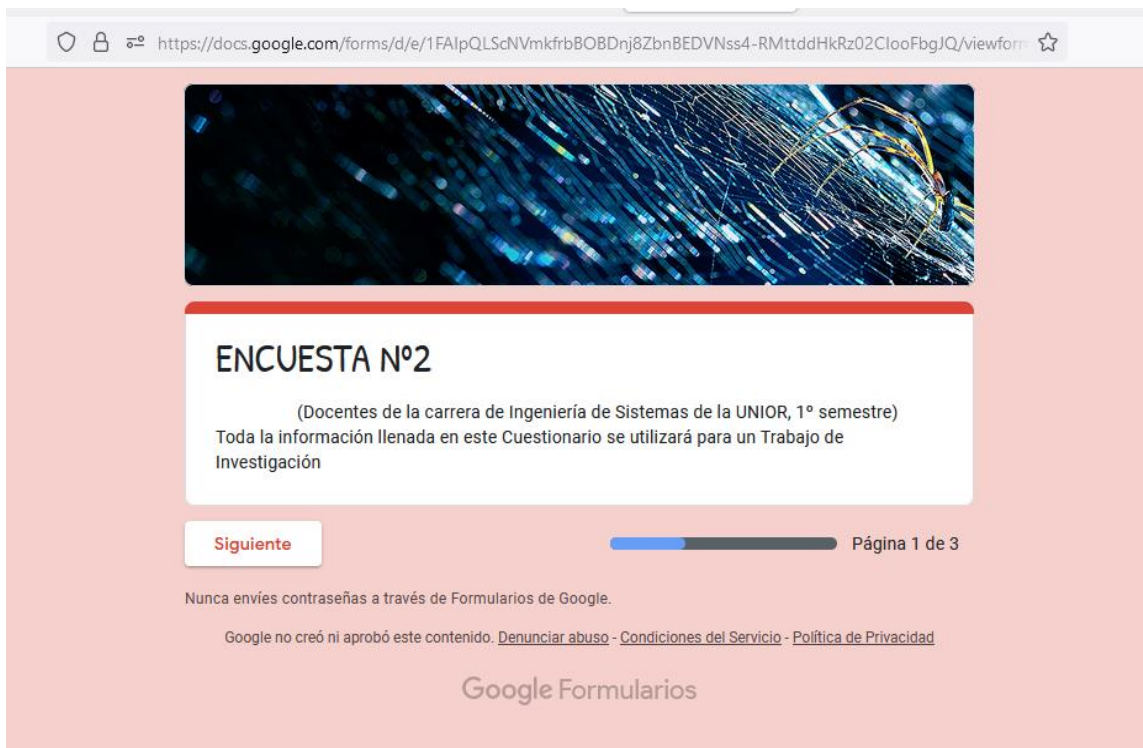 https://docs.google.com/forms/d/e/1FAIpQLScNVmkfrbBOBDnj8ZbnBEDVNss4-RMttddHkRz02CIooFbgJQ/viewform
ENCUESTA Nº2
(Docentes de la carrera de Ingeniería de Sistemas de la UNIOR, 1º semestre)
Toda la información llenada en este Cuestionario se utilizará para un Trabajo de
Investigación
Siguiente
Página 1 de 3
Nunca envíes contraseñas a través de Formularios de Google.
Google no creó ni aprobó este contenido. Denunciar abuso - Condiciones del Servicio - Política de Privacidad
Google Formularios